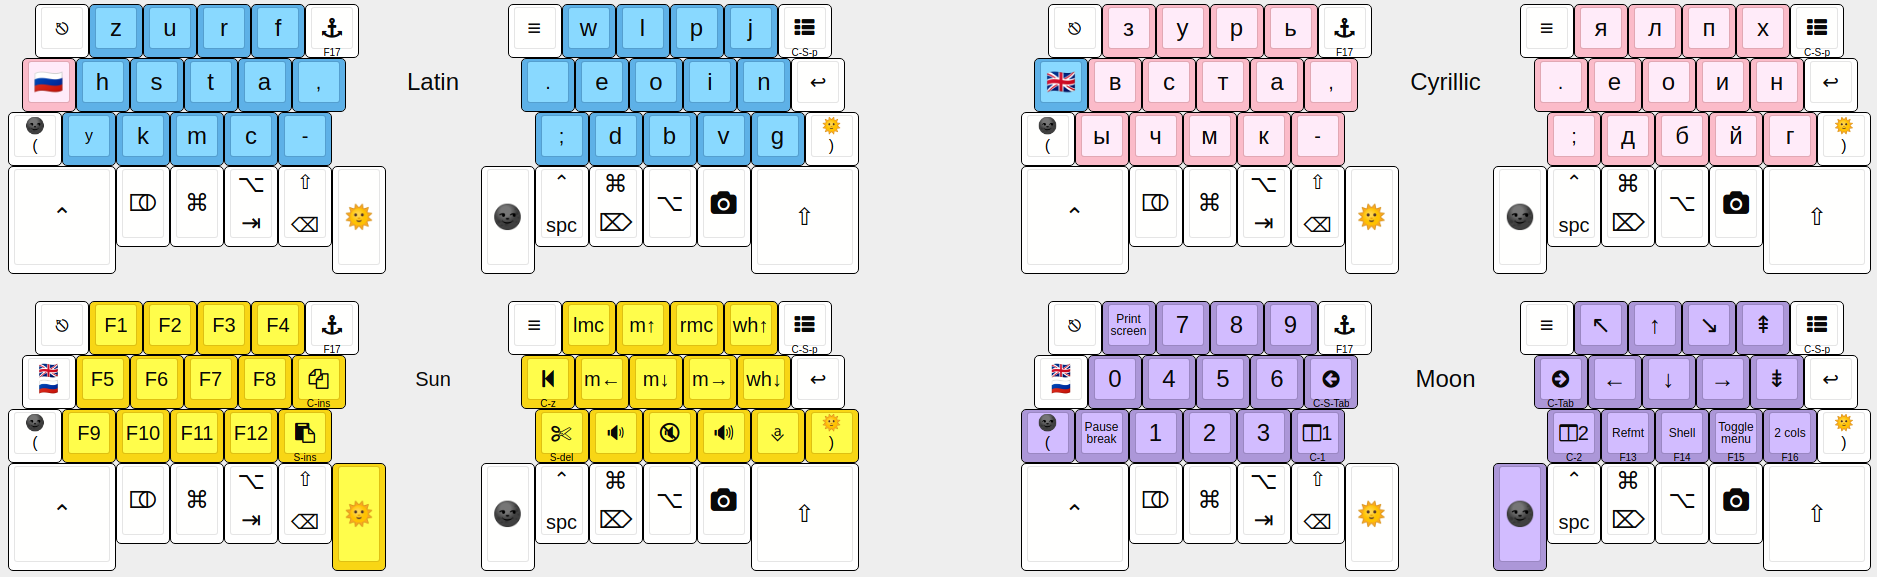 ⎋ z u r f ⚓ F17
🇷🇺 h s t a ,
( y k m c -
⌃ ⌘ ⌥ ⇥ ⇧ ⌫
Latin
≡ w l p j C-S-p
. e o i n ↩
; d b v g )
⌃ spc ⌘ ⌦ ⌥ ⇧
⎋ з у р ь ⚓ F17
🇬🇧 в с т а ,
( ы ч м к -
⌃ ⌘ ⌥ ⇥ ⇧ ⌫
Cyrillic
≡ я л п х C-S-p
. е о и н ↩
; д б й г )
⌃ spc ⌘ ⌦ ⌥ ⇧
⎋ F1 F2 F3 F4 ⚓ F17
F5 F6 F7 F8 C-ins
( F9 F10 F11 F12 S-ins
⌃ ⌘ ⌥ ⇥ ⇧ ⌫
Sun
≡ lmc m↑ rmc wh↑ C-S-p
C-z m← m↓ m→ wh↓ ↩
S-del a )
⌃ spc ⌘ ⌦ ⌥ ⇧
⎋ Print screen 7 8 9 ⚓ F17
0 4 5 6 C-S-Tab
( Pause break 1 2 3 1 C-1
⌃ ⌘ ⌥ ⇥ ⇧ ⌫
Moon
≡ ↖ ↑ ↘ ⇞ C-S-p
C-Tab ← ↓ → ⇟ ↩
2 C-2 Refmt F13 Shell F14 Toggle menu F15 2 cols F16 )
⌃ spc ⌘ ⌦ ⌥ ⇧